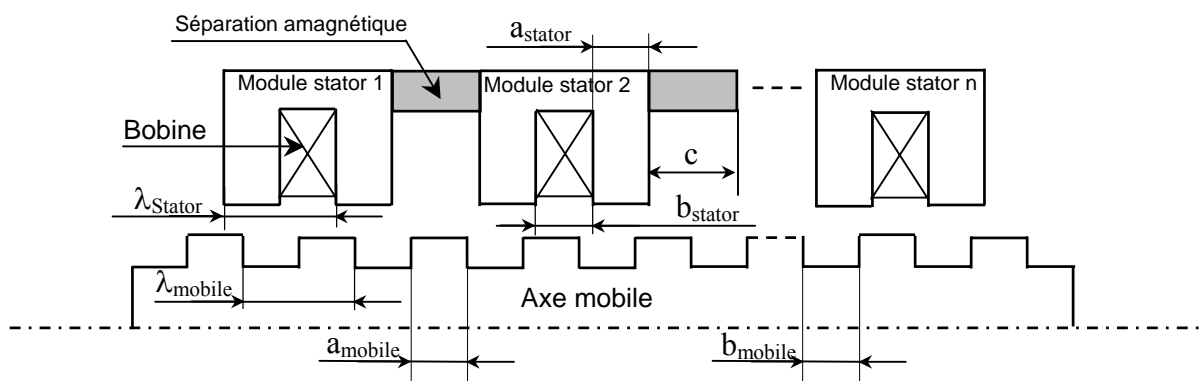 Séparation amagnétique
a_stator
Module stator 1
Module stator 2
Module stator n
Bobine
c
λ_Stator
b_stator
λ_mobile
Axe mobile
a_mobile
b_mobile